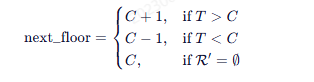 C + 1, if T > C
next_floor = { C − 1, if T < C
C, if R′ = ∅